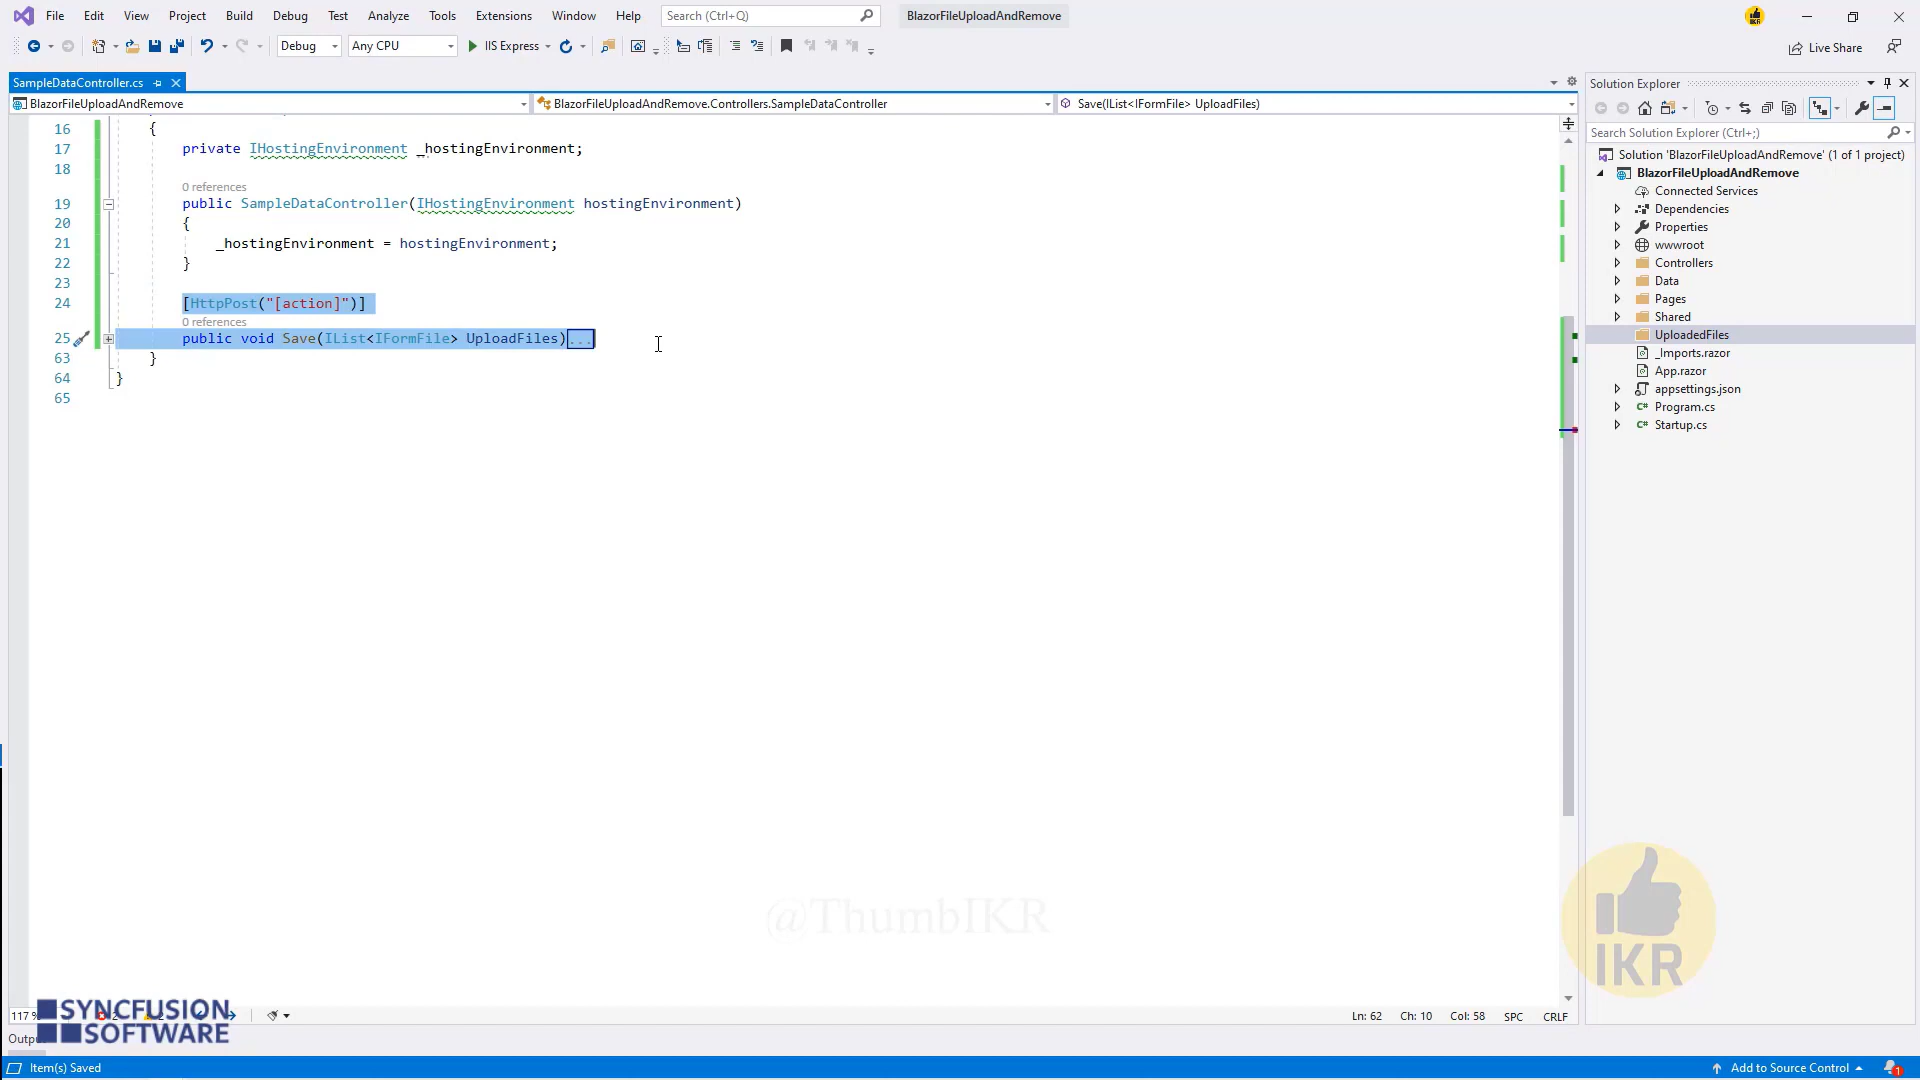 File Edit View Project Build Debug Test Analyze Tools Extensions Window Help Search (Ctrl+Q) BlazorFileUploadAndRemove
Debug Any CPU IIS Express Live Share
SampleDataController.cs
BlazorFileUploadAndRemove BlazorFileUploadAndRemove.Controllers.SampleDataController Save(IList<IFormFile> UploadFiles)
16 {
17 private IHostingEnvironment _hostingEnvironment;
18
0 references
19 public SampleDataController(IHostingEnvironment hostingEnvironment)
20 {
21 _hostingEnvironment = hostingEnvironment;
22 }
23
24 [HttpPost("[action]")]
0 references
25 public void Save(IList<IFormFile> UploadFiles)...
63 }
64 }
65
Solution Explorer
Search Solution Explorer (Ctrl+;)
Solution 'BlazorFileUploadAndRemove' (1 of 1 project)
BlazorFileUploadAndRemove
Connected Services
Dependencies
Properties
wwwroot
Controllers
Data
Pages
Shared
UploadedFiles
_Imports.razor
App.razor
appsettings.json
Program.cs
Startup.cs
@ThumbIKR
IKR
SYNCFUSION
SOFTWARE
117 %
Ln: 62 Ch: 10 Col: 58 SPC CRLF
Item(s) Saved Add to Source Control 1